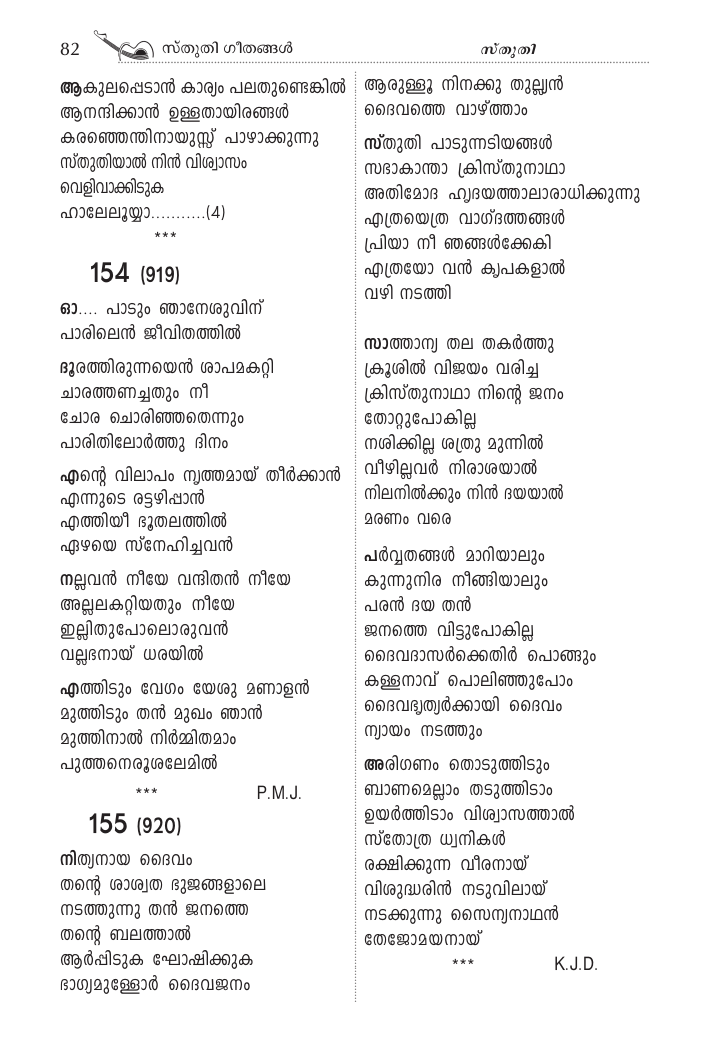 82 സ്തുതി ഗീതങ്ങൾ സ്തുതി
ആകുലപ്പെടാൻ കാര്യം പലതുണ്ടെങ്കിൽ
ആനന്ദിക്കാൻ ഉള്ളതായിരങ്ങൾ
കരഞ്ഞെന്തിനായുസ്സ് പാഴാക്കുന്നു
സ്തുതിയാൽ നിൻ വിശ്വാസം
വെളിവാക്കിടുക
ഹാലേലൂയ്യാ...........(4)
***
154 (919)
ഓ.... പാടും ഞാനേശുവിന്
പാരിലെൻ ജീവിതത്തിൽ
ദൂരത്തിരുന്നയെൻ ശാപമകറ്റി
ചാരത്തണച്ചതും നീ
ചോര ചൊരിഞ്ഞതെന്നും
പാരിതിലോർത്തു ദിനം
എന്റെ വിലാപം നൃത്തമായ് തീർക്കാൻ
എന്നുടെ രട്ടഴിപ്പാൻ
എത്തിയീ ഭൂതലത്തിൽ
ഏഴയെ സ്നേഹിച്ചവൻ
നല്ലവൻ നീയേ വന്ദിതൻ നീയേ
അല്ലലകറ്റിയതും നീയേ
ഇല്ലിതുപോലൊരുവൻ
വല്ലഭനായ് ധരയിൽ
എത്തിടും വേഗം യേശു മണാളൻ
മുത്തിടും തൻ മുഖം ഞാൻ
മുത്തിനാൽ നിർമ്മിതമാം
പുത്തനെരൂശലേമിൽ
*** P.M.J.
155 (920)
നിത്യനായ ദൈവം
തന്റെ ശാശ്വത ഭുജങ്ങളാലെ
നടത്തുന്നു തൻ ജനത്തെ
തന്റെ ബലത്താൽ
ആർപ്പിടുക ഘോഷിക്കുക
ഭാഗ്യമുള്ളോർ ദൈവജനം
ആരുള്ളൂ നിനക്കു തുല്ല്യൻ
ദൈവത്തെ വാഴ്ത്താം
സ്തുതി പാടുന്നടിയങ്ങൾ
സഭാകാന്താ ക്രിസ്തുനാഥാ
അതിമോദ ഹൃദയത്താലാരാധിക്കുന്നു
എത്രയെത്ര വാഗ്ദത്തങ്ങൾ
പ്രിയാ നീ ഞങ്ങൾക്കേകി
എത്രയോ വൻ കൃപകളാൽ
വഴി നടത്തി
സാത്താന്യ തല തകർത്തു
ക്രൂശിൽ വിജയം വരിച്ച
ക്രിസ്തുനാഥാ നിന്റെ ജനം
തോറ്റുപോകില്ല
നശിക്കില്ല ശത്രു മുന്നിൽ
വീഴില്ലവർ നിരാശയാൽ
നിലനിൽക്കും നിൻ ദയയാൽ
മരണം വരെ
പർവ്വതങ്ങൾ മാറിയാലും
കുന്നുനിര നീങ്ങിയാലും
പരൻ ദയ തൻ
ജനത്തെ വിട്ടുപോകില്ല
ദൈവദാസർക്കെതിർ പൊങ്ങും
കള്ളനാവ് പൊലിഞ്ഞുപോം
ദൈവഭൃത്യർക്കായി ദൈവം
ന്യായം നടത്തും
അരിഗണം തൊടുത്തിടും
ബാണമെല്ലാം തടുത്തിടാം
ഉയർത്തിടാം വിശ്വാസത്താൽ
സ്തോത്ര ധ്വനികൾ
രക്ഷിക്കുന്ന വീരനായ്
വിശുദ്ധരിൻ നടുവിലായ്
നടക്കുന്നു സൈന്യനാഥൻ
തേജോമയനായ്
*** K.J.D.